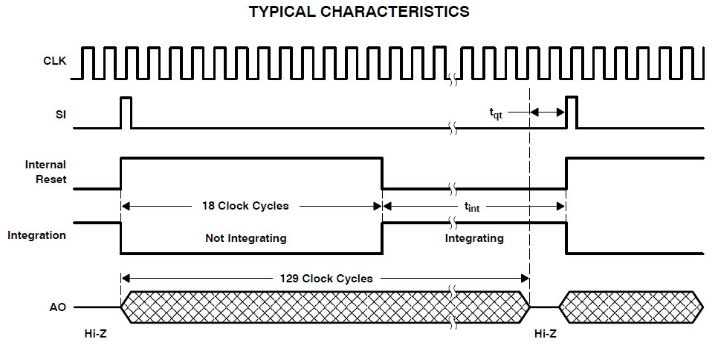 TYPICAL CHARACTERISTICS
CLK
SI
tqt
Internal
Reset
18 Clock Cycles
tint
Integration
Not Integrating
Integrating
129 Clock Cycles
AO
Hi-Z
Hi-Z